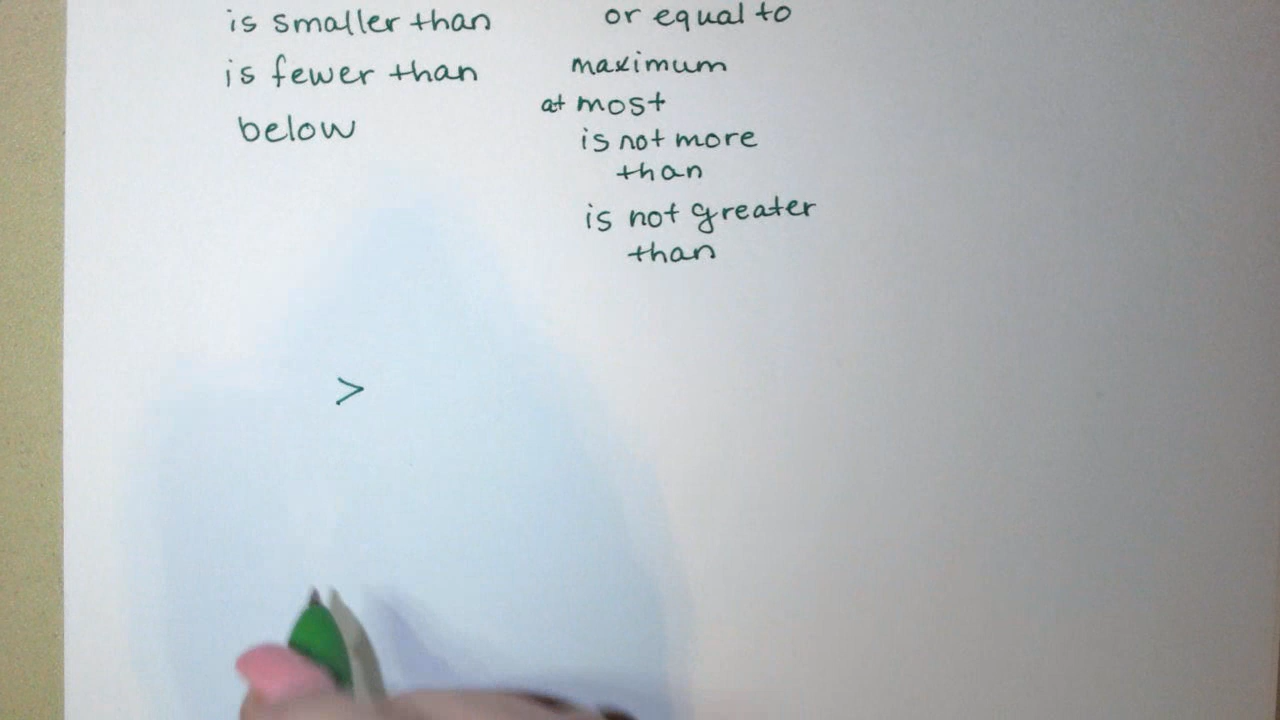 is smaller than
is fewer than
below
or equal to
maximum
at most
is not more
than
is not greater
than
>